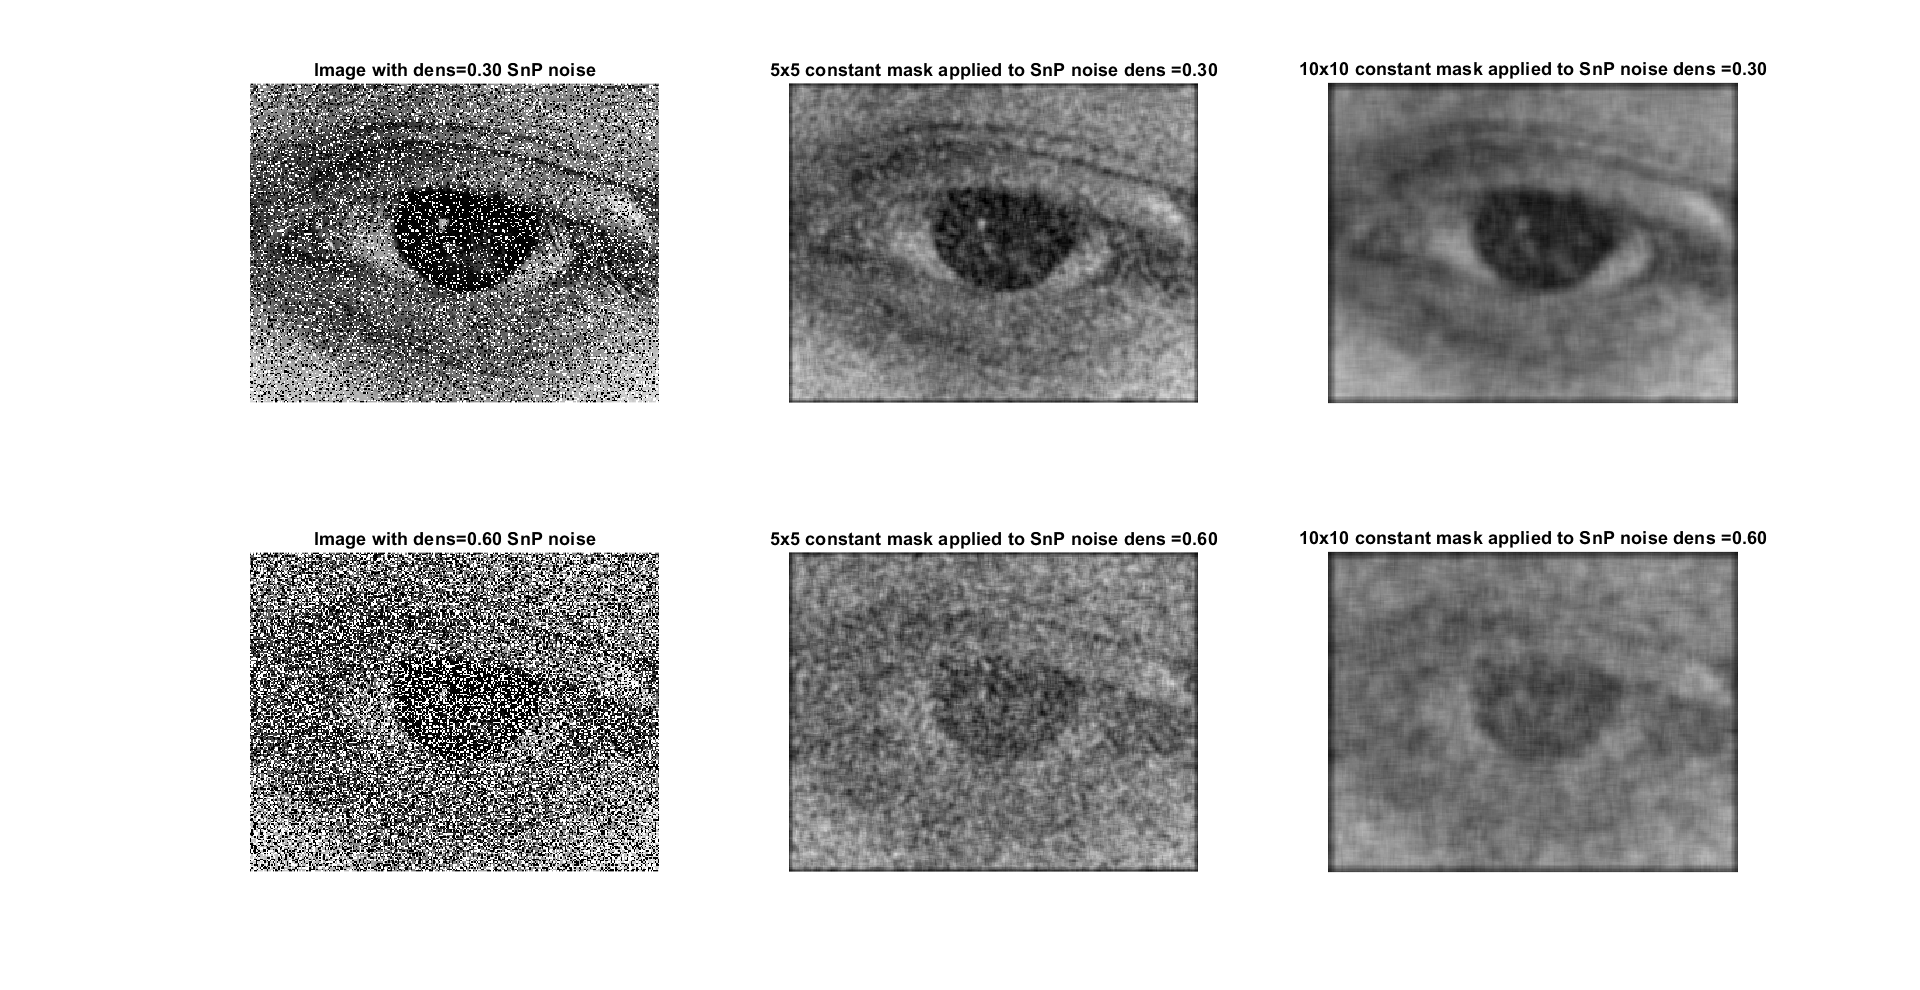 Image with dens=0.30 SnP noise
5x5 constant mask applied to SnP noise dens =0.30
10x10 constant mask applied to SnP noise dens =0.30
Image with dens=0.60 SnP noise
5x5 constant mask applied to SnP noise dens =0.60
10x10 constant mask applied to SnP noise dens =0.60